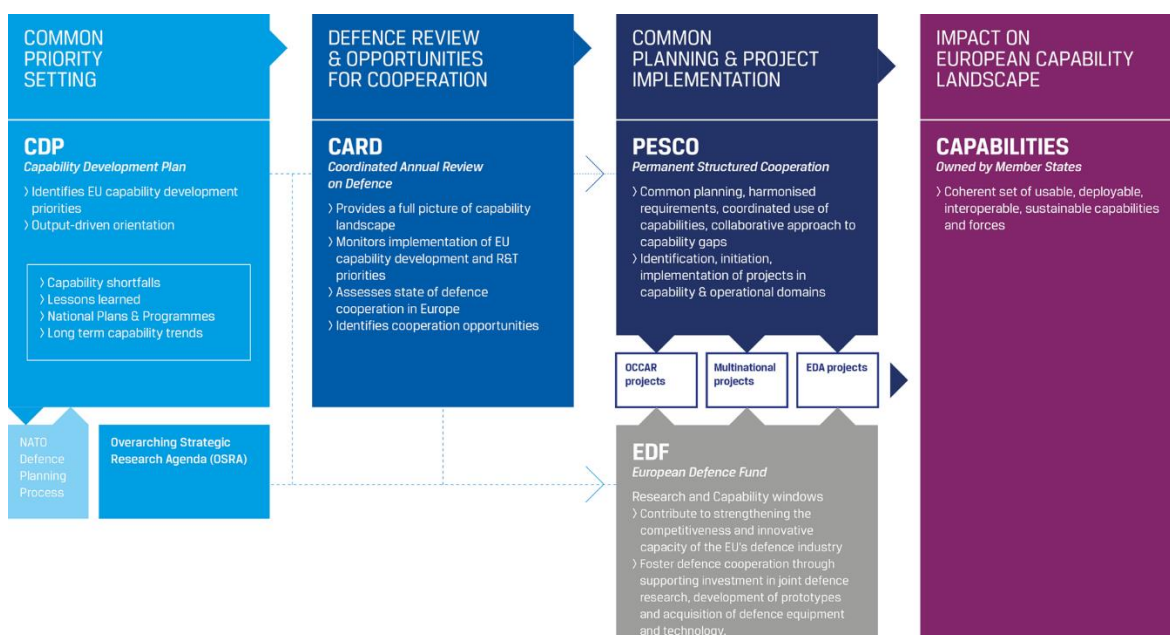 COMMON
PRIORITY
SETTING
DEFENCE REVIEW
& OPPORTUNITIES
FOR COOPERATION
COMMON
PLANNING & PROJECT
IMPLEMENTATION
IMPACT ON
EUROPEAN CAPABILITY
LANDSCAPE
CDP
Capability Development Plan
› Identifies EU capability development
priorities
› Output-driven orientation
› Capability shortfalls
› Lessons learned
› National Plans & Programmes
› Long term capability trends
NATO
Defence
Planning
Process
Overarching Strategic
Research Agenda (OSRA)
CARD
Coordinated Annual Review
on Defence
› Provides a full picture of capability
landscape
› Monitors implementation of EU
capability development and R&T
priorities
› Assesses state of defence
cooperation in Europe
› Identifies cooperation opportunities
PESCO
Permanent Structured Cooperation
› Common planning, harmonised
requirements, coordinated use of
capabilities, collaborative approach to
capability gaps
› Identification, initiation,
implementation of projects in
capability & operational domains
OCCAR
projects
Multinational
projects
EDA projects
EDF
European Defence Fund
Research and Capability windows
› Contribute to strengthening the
competitiveness and innovative
capacity of the EU's defence industry
› Foster defence cooperation through
supporting investment in joint defence
research, development of prototypes
and acquisition of defence equipment
and technology.
CAPABILITIES
Owned by Member States
› Coherent set of usable, deployable,
interoperable, sustainable capabilities
and forces